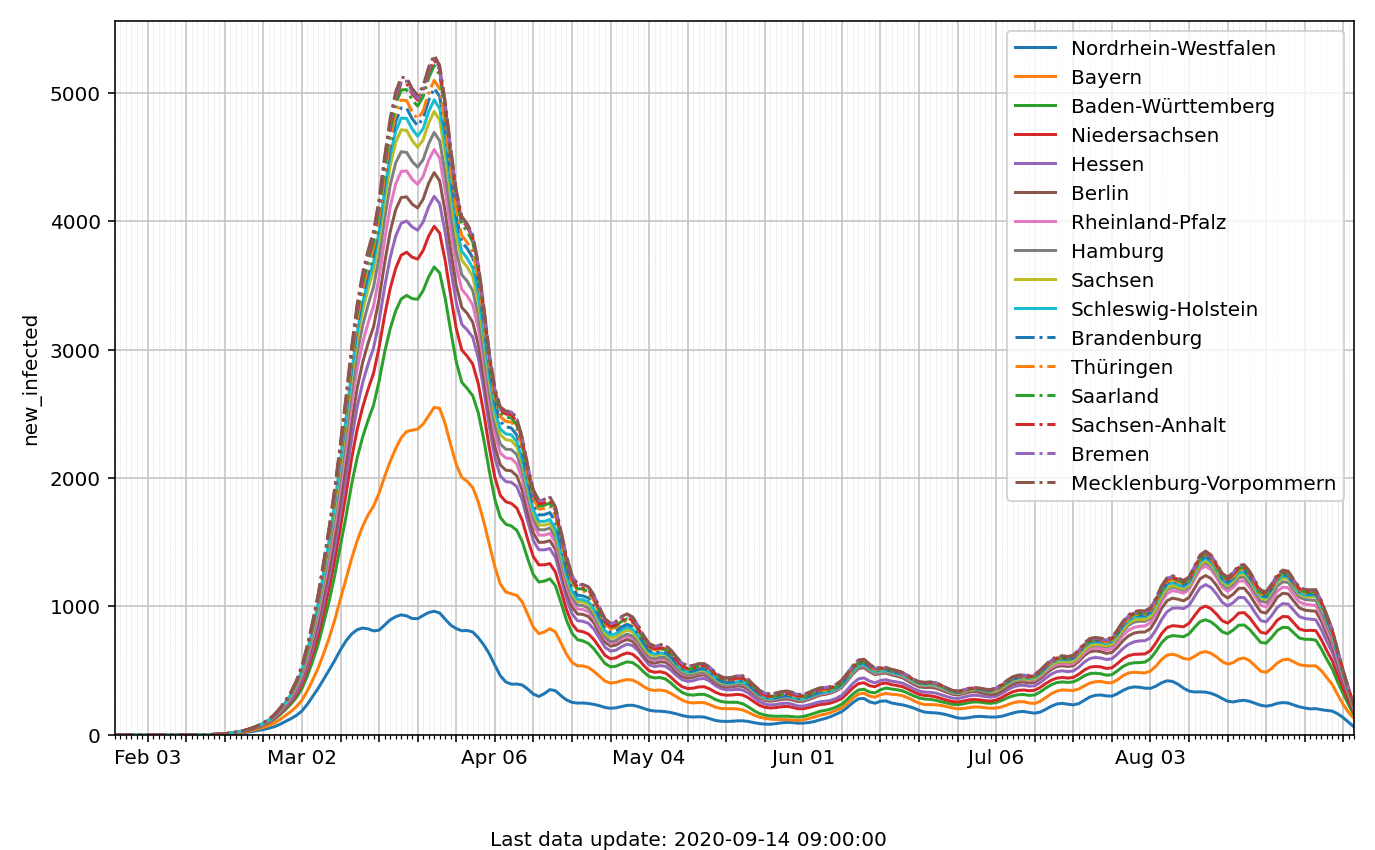 5000
4000
3000
2000
1000
0
new_infected
Nordrhein-Westfalen
Bayern
Baden-Württemberg
Niedersachsen
Hessen
Berlin
Rheinland-Pfalz
Hamburg
Sachsen
Schleswig-Holstein
Brandenburg
Thüringen
Saarland
Sachsen-Anhalt
Bremen
Mecklenburg-Vorpommern
Feb 03 Mar 02 Apr 06 May 04 Jun 01 Jul 06 Aug 03
Last data update: 2020-09-14 09:00:00